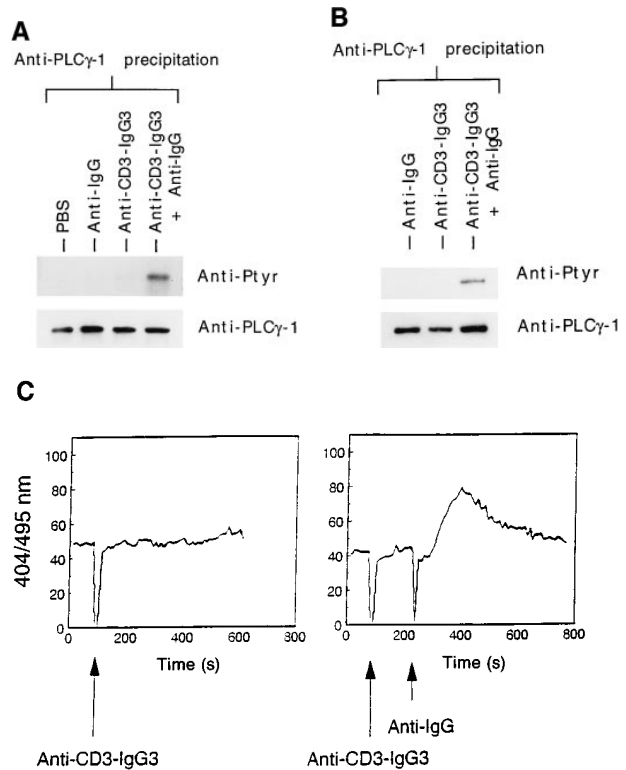 A
Anti-PLCγ-1 precipitation
PBS
Anti-IgG
Anti-CD3-IgG3
Anti-CD3-IgG3
+ Anti-IgG
Anti-Ptyr
Anti-PLCγ-1
B
Anti-PLCγ-1 precipitation
Anti-IgG
Anti-CD3-IgG3
Anti-CD3-IgG3
+ Anti-IgG
Anti-Ptyr
Anti-PLCγ-1
C
404/495 nm
100
80
60
40
20
0
0 200 400 600 800
Time (s)
Anti-CD3-IgG3
100
80
60
40
20
0
0 200 400 600 800
Time (s)
Anti-IgG
Anti-CD3-IgG3